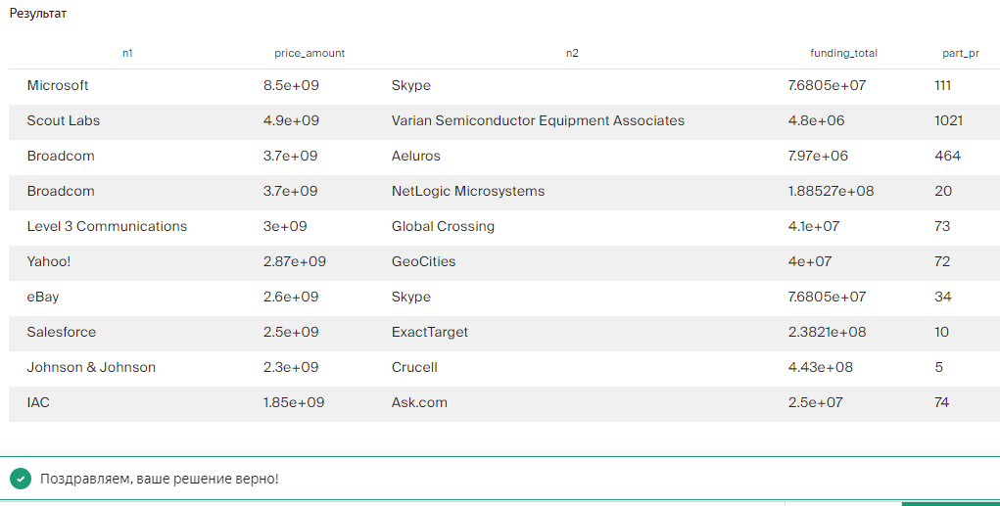 Результат
n1 price_amount n2 funding_total part_pr
Microsoft 8.5e+09 Skype 7.6805e+07 111
Scout Labs 4.9e+09 Varian Semiconductor Equipment Associates 4.8e+06 1021
Broadcom 3.7e+09 Aeluros 7.97e+06 464
Broadcom 3.7e+09 NetLogic Microsystems 1.88527e+08 20
Level 3 Communications 3e+09 Global Crossing 4.1e+07 73
Yahoo! 2.87e+09 GeoCities 4e+07 72
eBay 2.6e+09 Skype 7.6805e+07 34
Salesforce 2.5e+09 ExactTarget 2.3821e+08 10
Johnson & Johnson 2.3e+09 Crucell 4.43e+08 5
IAC 1.85e+09 Ask.com 2.5e+07 74
Поздравляем, ваше решение верно!